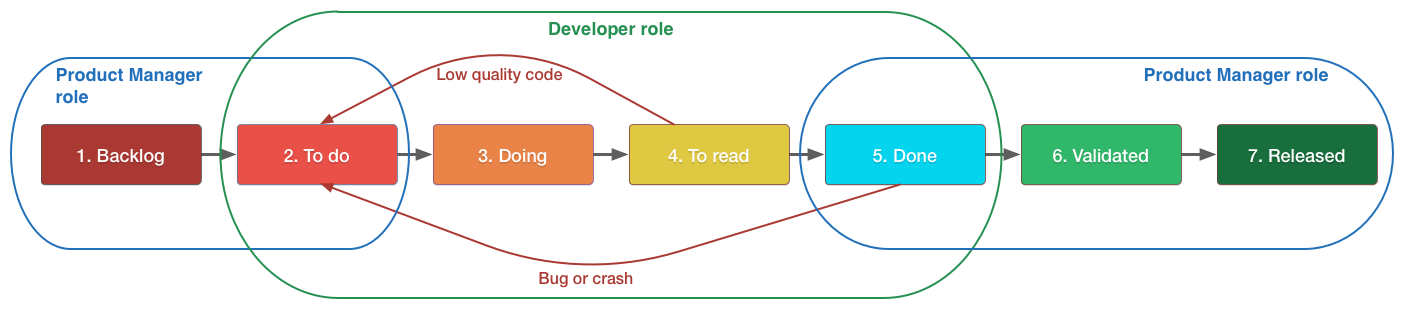 Developer role
Product Manager
role
Product Manager role
Low quality code
1. Backlog
2. To do
3. Doing
4. To read
5. Done
6. Validated
7. Released
Bug or crash